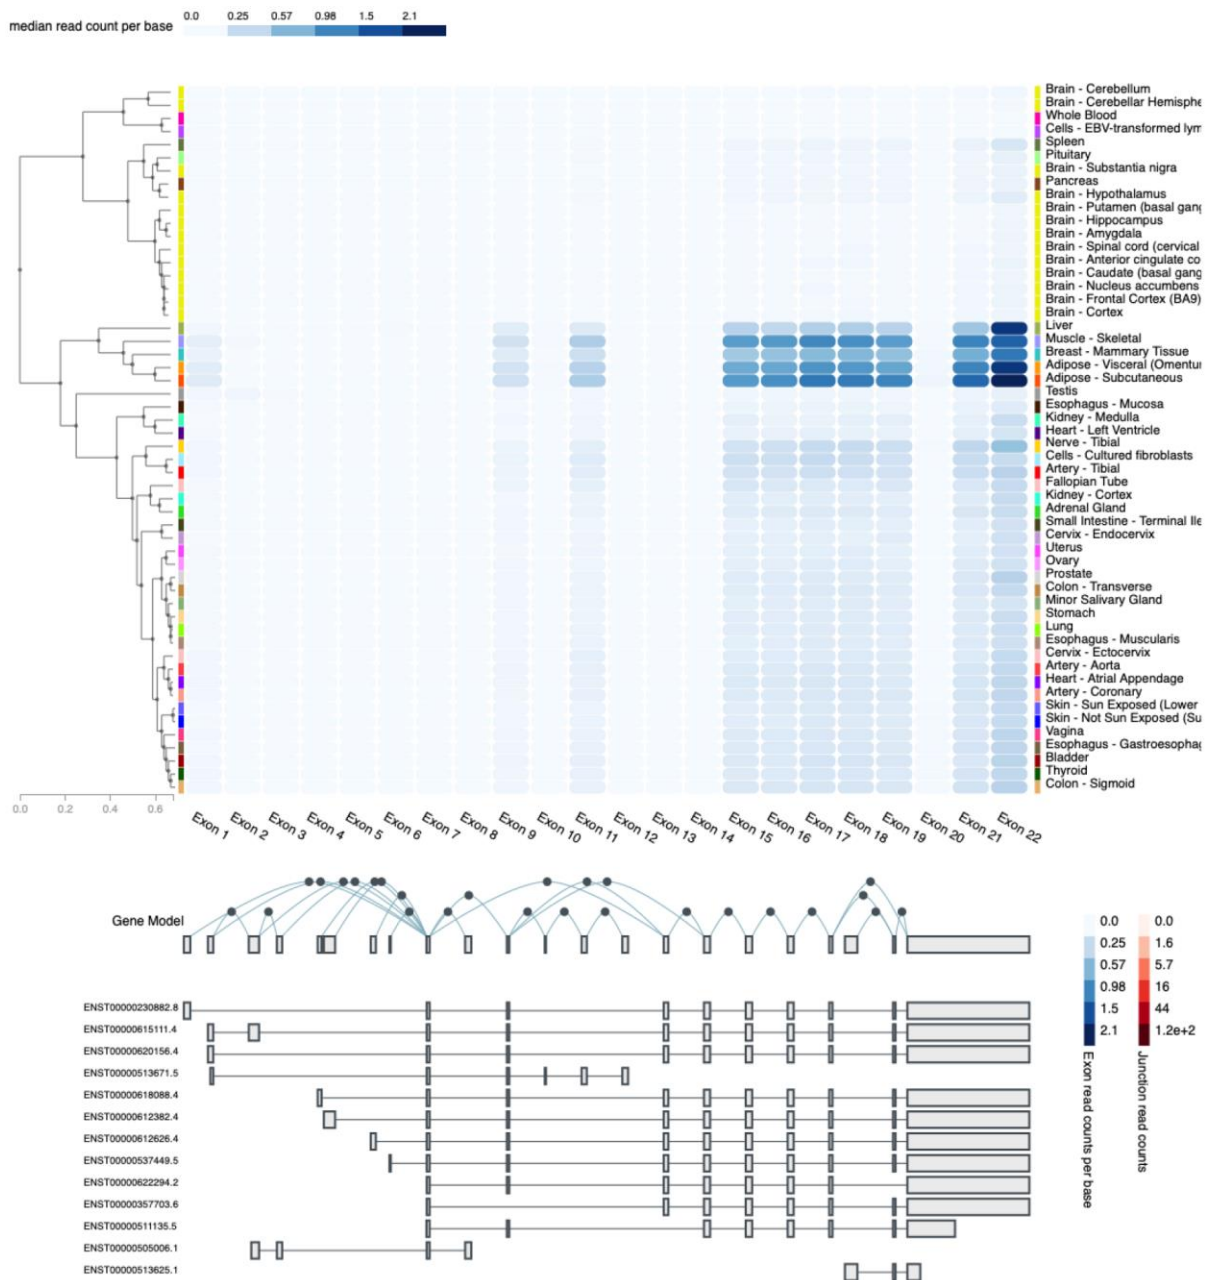 0.0 0.25 0.57 0.98 1.5 2.1
median read count per base
Brain - Cerebellum
Brain - Cerebellar Hemisphe
Whole Blood
Cells - EBV-transformed lym
Spleen
Pituitary
Brain - Substantia nigra
Pancreas
Brain - Hypothalamus
Brain - Putamen (basal gang
Brain - Hippocampus
Brain - Amygdala
Brain - Spinal cord (cervical
Brain - Anterior cingulate co
Brain - Caudate (basal gang
Brain - Nucleus accumbens
Brain - Frontal Cortex (BA9)
Brain - Cortex
Liver
Muscle - Skeletal
Breast - Mammary Tissue
Adipose - Visceral (Omentur
Adipose - Subcutaneous
Testis
Esophagus - Mucosa
Kidney - Medulla
Heart - Left Ventricle
Nerve - Tibial
Cells - Cultured fibroblasts
Artery - Tibial
Fallopian Tube
Kidney - Cortex
Adrenal Gland
Small Intestine - Terminal Ile
Cervix - Endocervix
Uterus
Ovary
Prostate
Colon - Transverse
Minor Salivary Gland
Stomach
Lung
Esophagus - Muscularis
Cervix - Ectocervix
Artery - Aorta
Heart - Atrial Appendage
Artery - Coronary
Skin - Sun Exposed (Lower
Skin - Not Sun Exposed (Su
Vagina
Esophagus - Gastroesophag
Bladder
Thyroid
Colon - Sigmoid
0.0 0.2 0.4 0.6
Exon 1 Exon 2 Exon 3 Exon 4 Exon 5 Exon 6 Exon 7 Exon 8 Exon 9 Exon 10 Exon 11 Exon 12 Exon 13 Exon 14 Exon 15 Exon 16 Exon 17 Exon 18 Exon 19 Exon 20 Exon 21 Exon 22
Gene Model
0.0 0.0
0.25 1.6
0.57 5.7
0.98 16
1.5 44
2.1 1.2e+2
Exon read counts per base
Junction read counts
ENST00000230882.8
ENST00000615111.4
ENST00000620156.4
ENST00000513671.5
ENST00000618088.4
ENST00000612382.4
ENST00000612626.4
ENST00000537449.5
ENST00000622294.2
ENST00000357703.6
ENST00000511135.5
ENST00000505006.1
ENST00000513625.1